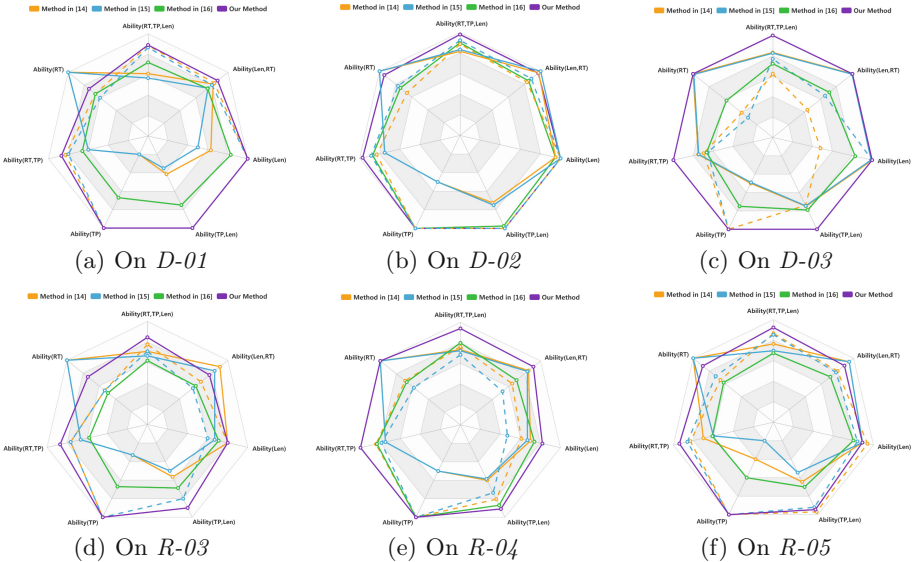 Method in [14] Method in [15] Method in [16] Our Method
Ability(RT,TP,Len)
Ability(RT)
Ability(Len,RT)
Ability(RT,TP)
Ability(Len)
Ability(TP)
Ability(TP,Len)
(a) On D-01
Method in [14] Method in [15] Method in [16] Our Method
Ability(RT,TP,Len)
Ability(RT)
Ability(Len,RT)
Ability(RT,TP)
Ability(Len)
Ability(TP)
Ability(TP,Len)
(b) On D-02
Method in [14] Method in [15] Method in [16] Our Method
Ability(RT,TP,Len)
Ability(RT)
Ability(Len,RT)
Ability(RT,TP)
Ability(Len)
Ability(TP)
Ability(TP,Len)
(c) On D-03
Method in [14] Method in [15] Method in [16] Our Method
Ability(RT,TP,Len)
Ability(RT)
Ability(Len,RT)
Ability(RT,TP)
Ability(Len)
Ability(TP)
Ability(TP,Len)
(d) On R-03
Method in [14] Method in [15] Method in [16] Our Method
Ability(RT,TP,Len)
Ability(RT)
Ability(Len,RT)
Ability(RT,TP)
Ability(Len)
Ability(TP)
Ability(TP,Len)
(e) On R-04
Method in [14] Method in [15] Method in [16] Our Method
Ability(RT,TP,Len)
Ability(RT)
Ability(Len,RT)
Ability(RT,TP)
Ability(Len)
Ability(TP)
Ability(TP,Len)
(f) On R-05